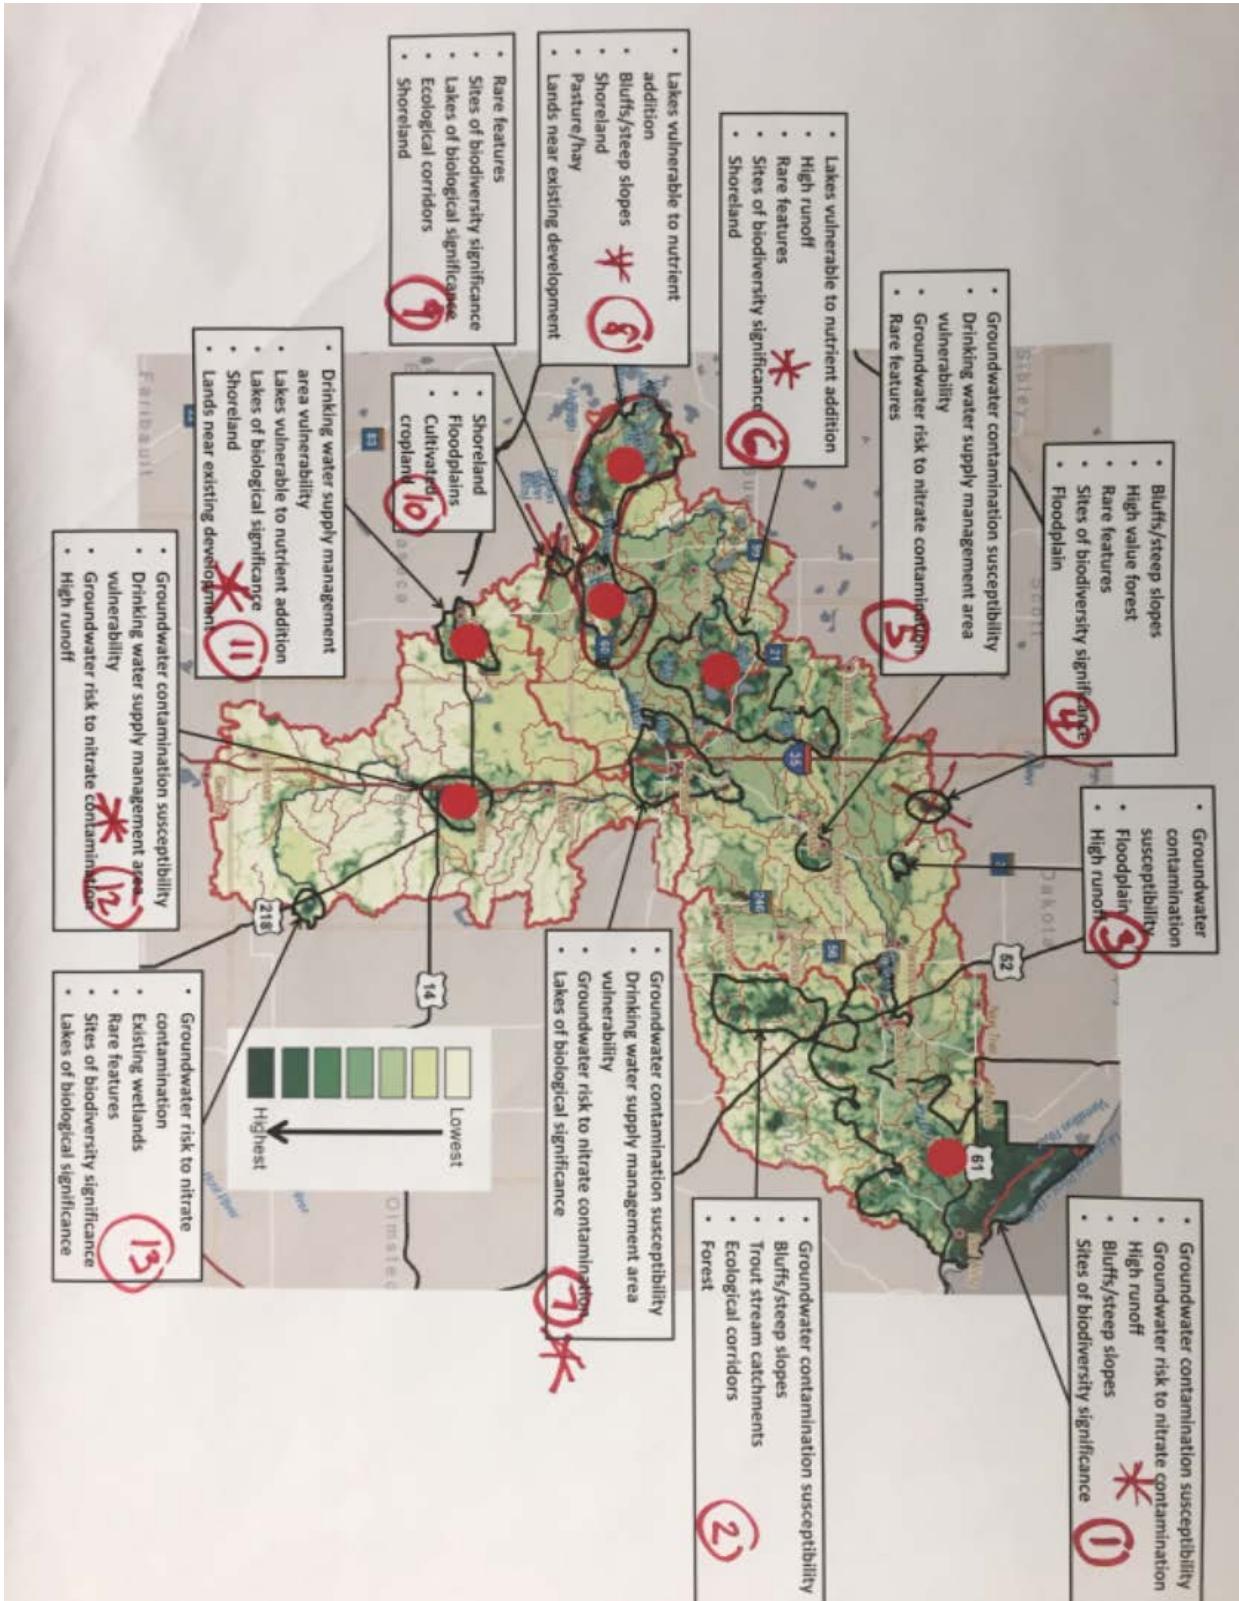 • Groundwater contamination susceptibility
• Groundwater risk to nitrate contamination
• High runoff
• Bluffs/steep slopes
• Sites of biodiversity significance
* 1
• Groundwater contamination susceptibility
• Bluffs/steep slopes
• Trout stream catchments
• Ecological corridors
• Forest
2
• Groundwater
contamination
susceptibility
• Floodplain
• High runoff
3
• Bluffs/steep slopes
• High value forest
• Rare features
• Sites of biodiversity significance
• Floodplain
4
• Groundwater contamination susceptibility
• Drinking water supply management area
vulnerability
• Groundwater risk to nitrate contamination
• Rare features
5
• Lakes vulnerable to nutrient addition
• High runoff
• Rare features
• Sites of biodiversity significance
• Shoreland
* 6
• Groundwater contamination susceptibility
• Drinking water supply management area
vulnerability
• Groundwater risk to nitrate contamination
• Lakes of biological significance
7 *
• Lakes vulnerable to nutrient
addition
• Bluffs/steep slopes
• Shoreland
• Pasture/hay
• Lands near existing development
* 8
• Rare features
• Sites of biodiversity significance
• Lakes of biological significance
• Ecological corridors
• Shoreland
9
• Shoreland
• Floodplains
• Cultivated
cropland
10
• Drinking water supply management
area vulnerability
• Lakes vulnerable to nutrient addition
• Lakes of biological significance
• Shoreland
• Lands near existing development
* 11
• Groundwater contamination susceptibility
• Drinking water supply management area
vulnerability
• Groundwater risk to nitrate contamination
• High runoff
* 12
• Groundwater risk to nitrate
contamination
• Existing wetlands
• Rare features
• Sites of biodiversity significance
• Lakes of biological significance
13
Lowest
Highest
Sibley
Scott
Dakota
Faribault
Olmsted
52
61
56
246
35
21
99
60
83
14
218